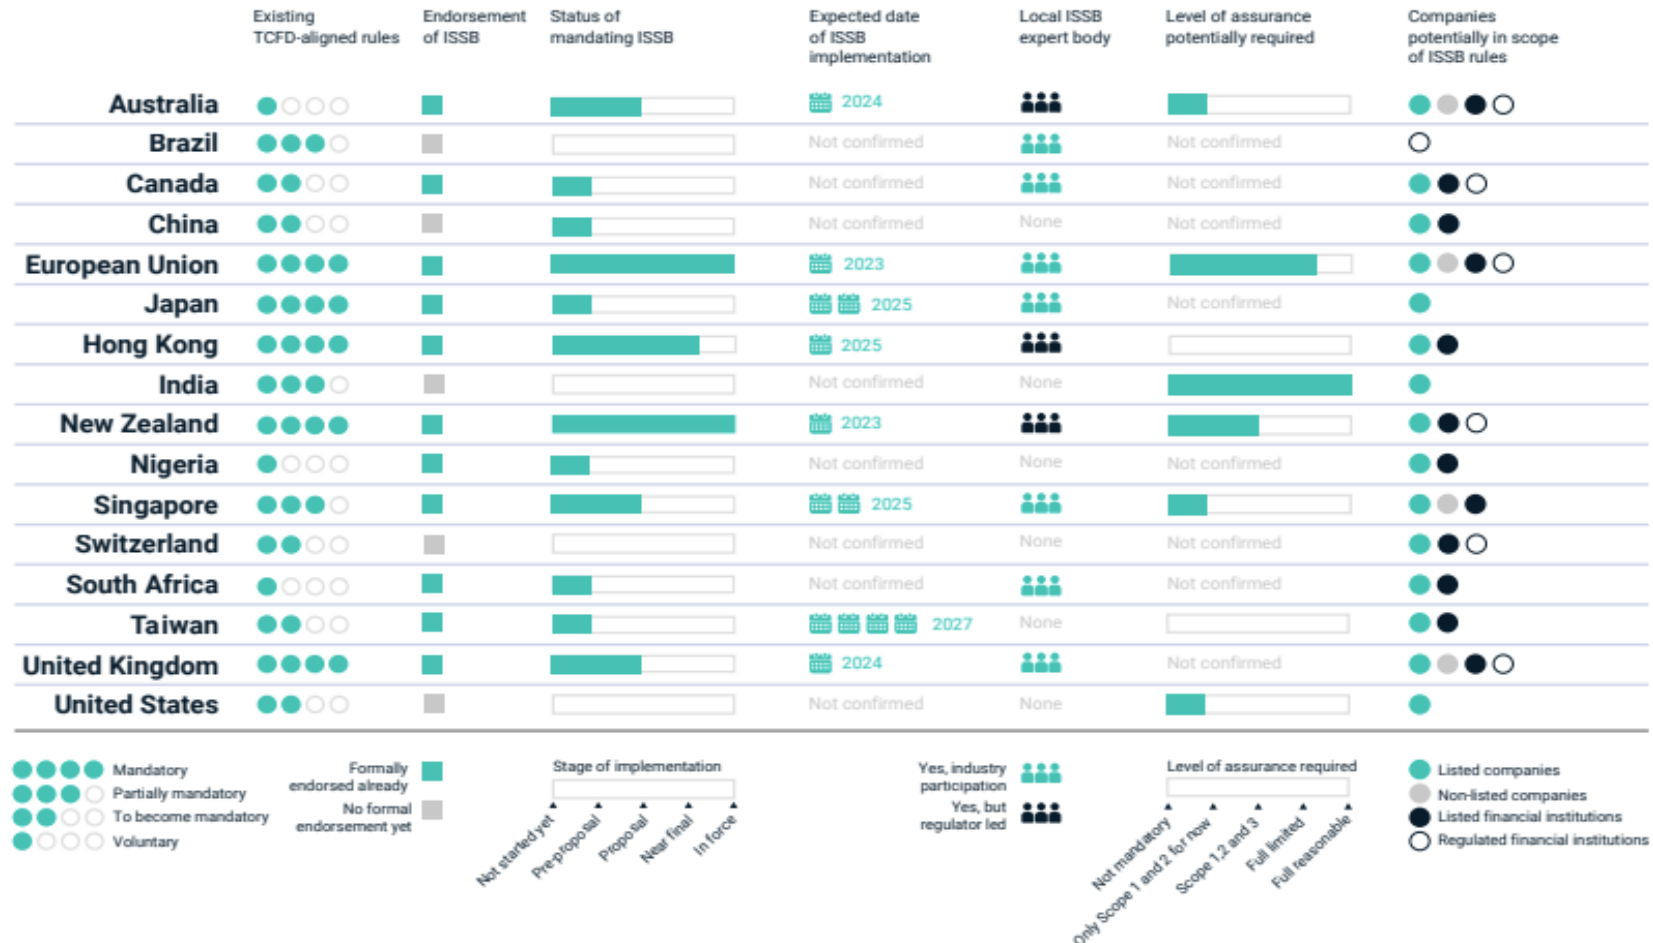 Existing
TCFD-aligned rules
Endorsement
of ISSB
Status of
mandating ISSB
Expected date
of ISSB
implementation
Local ISSB
expert body
Level of assurance
potentially required
Companies
potentially in scope
of ISSB rules
Australia 2024
Brazil Not confirmed Not confirmed
Canada Not confirmed Not confirmed
China Not confirmed None Not confirmed
European Union 2023
Japan 2025 Not confirmed
Hong Kong 2025
India Not confirmed None
New Zealand 2023
Nigeria Not confirmed None Not confirmed
Singapore 2025
Switzerland Not confirmed None Not confirmed
South Africa Not confirmed Not confirmed
Taiwan 2027 None
United Kingdom 2024 Not confirmed
United States Not confirmed None
Mandatory
Partially mandatory
To become mandatory
Voluntary
Formally
endorsed already
No formal
endorsement yet
Stage of implementation
Not started yet
Pre-proposal
Proposal
Near final
In force
Yes, industry
participation
Yes, but
regulator led
Level of assurance required
Not mandatory
Only Scope 1 and 2 for now
Scope 1,2 and 3
Full limited
Full reasonable
Listed companies
Non-listed companies
Listed financial institutions
Regulated financial institutions